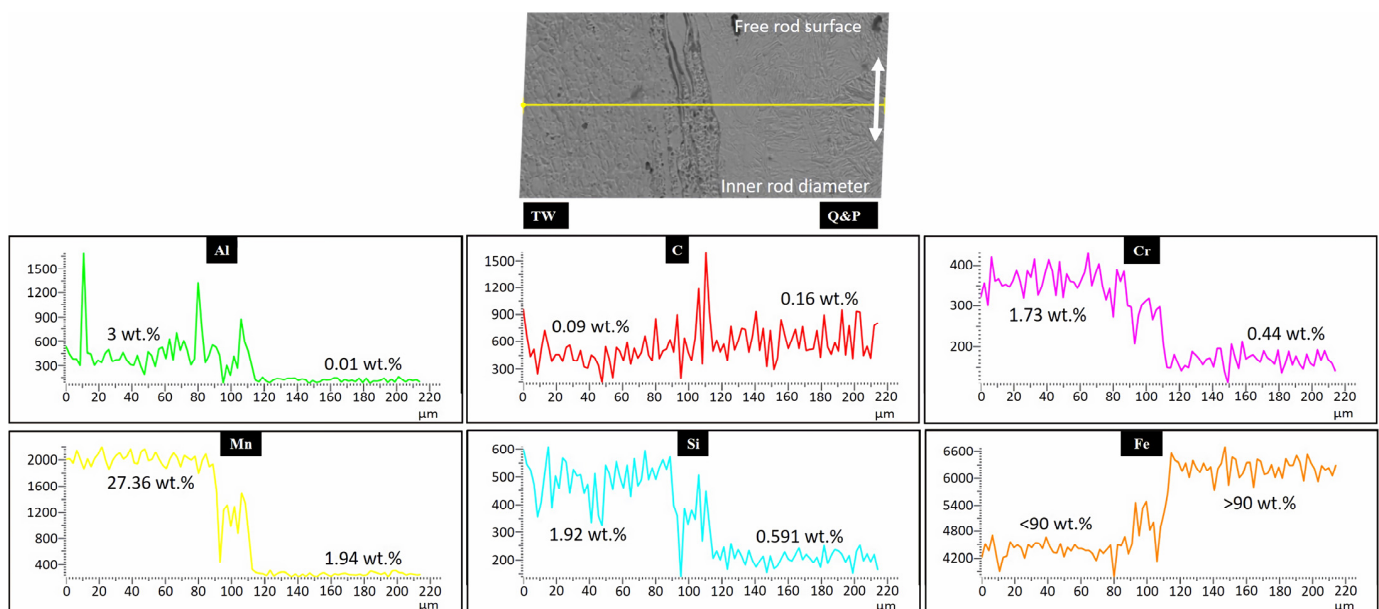 Free rod surface
Inner rod diameter
TW
Q&P
Al
1500
1200
900
600
300
3 wt.%
0.01 wt.%
0 20 40 60 80 100 120 140 160 180 200 220
µm
C
1500
1200
900
600
300
0.09 wt.%
0.16 wt.%
0 20 40 60 80 100 120 140 160 180 200 220
µm
Cr
400
300
200
1.73 wt.%
0.44 wt.%
0 20 40 60 80 100 120 140 160 180 200 220
µm
Mn
2000
1600
1200
800
400
27.36 wt.%
1.94 wt.%
0 20 40 60 80 100 120 140 160 180 200 220
µm
Si
600
500
400
300
200
1.92 wt.%
0.591 wt.%
0 20 40 60 80 100 120 140 160 180 200 220
µm
Fe
6600
6000
5400
4800
4200
<90 wt.%
>90 wt.%
0 20 40 60 80 100 120 140 160 180 200 220
µm